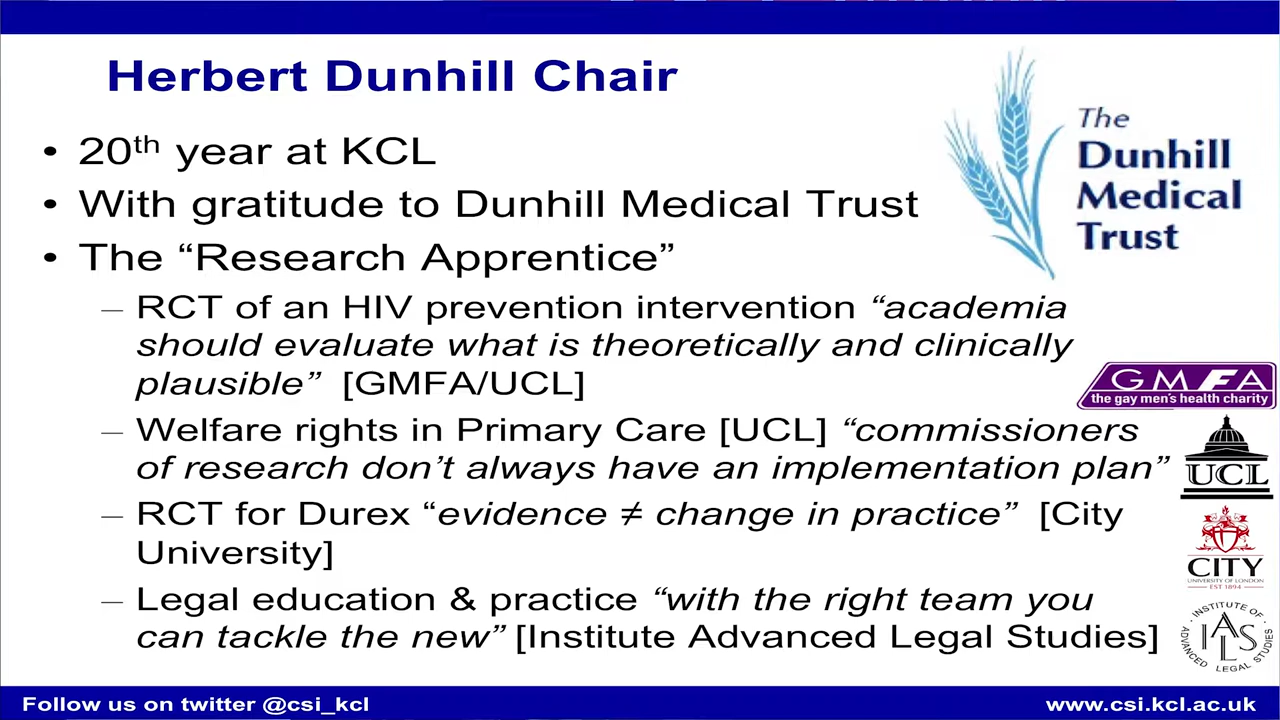 Herbert Dunhill Chair
• 20th year at KCL
• With gratitude to Dunhill Medical Trust
• The “Research Apprentice”
– RCT of an HIV prevention intervention “academia
should evaluate what is theoretically and clinically
plausible” [GMFA/UCL]
– Welfare rights in Primary Care [UCL] “commissioners
of research don’t always have an implementation plan”
– RCT for Durex “evidence ≠ change in practice” [City
University]
– Legal education & practice “with the right team you
can tackle the new” [Institute Advanced Legal Studies]
The
Dunhill
Medical
Trust
GMFA
the gay men's health charity
UCL
CITY
UNIVERSITY OF LONDON
EST 1894
INSTITUTE OF
ADVANCED LEGAL STUDIES
IALS
Follow us on twitter @csi_kcl
www.csi.kcl.ac.uk